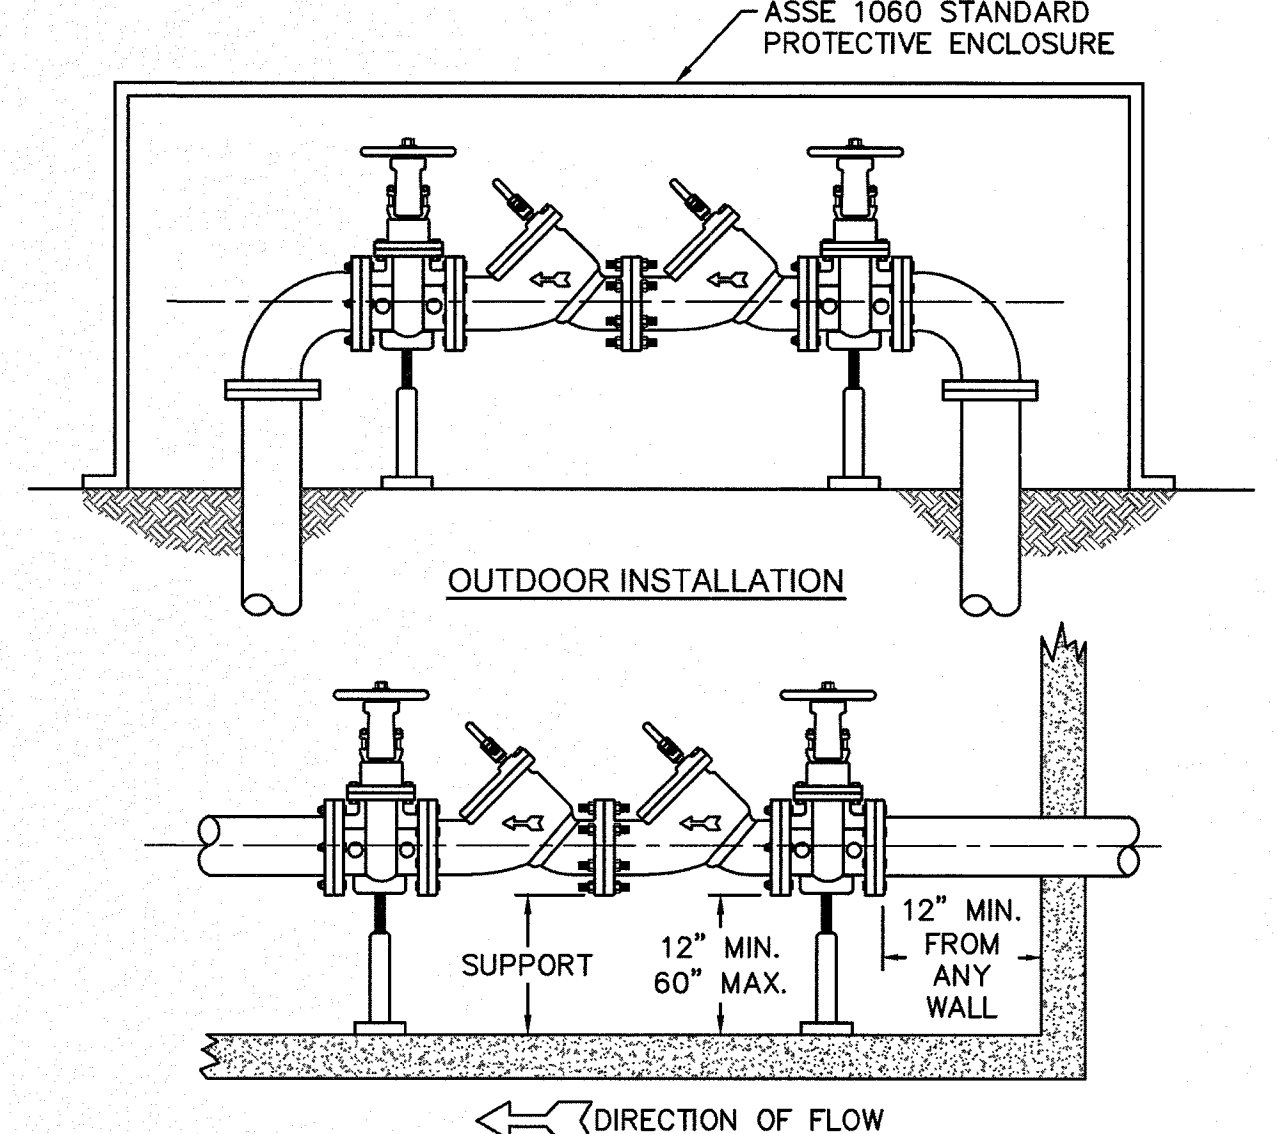 ASSE 1060 STANDARD
PROTECTIVE ENCLOSURE
OUTDOOR INSTALLATION
SUPPORT
12” MIN.
60” MAX.
12” MIN.
FROM
ANY
WALL
DIRECTION OF FLOW